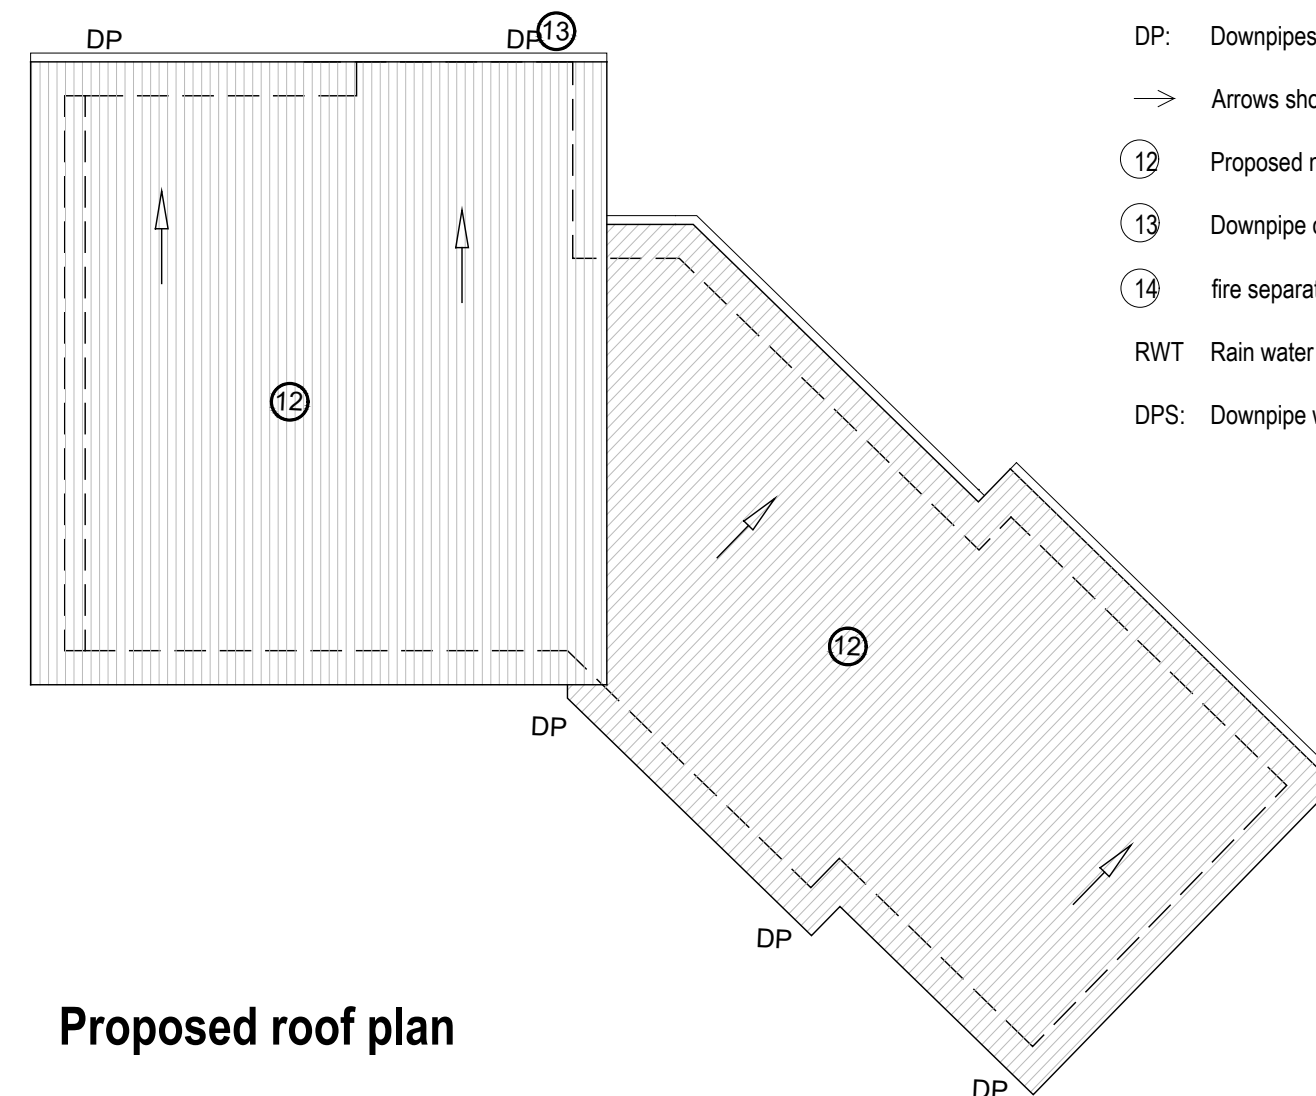 DP
DP
13
DP: Downpipes
Arrows sho
12 Proposed
13 Downpipe
14 fire separat
RWT Rain water
DPS: Downpipe
12
12
DP
DP
DP
Proposed roof plan